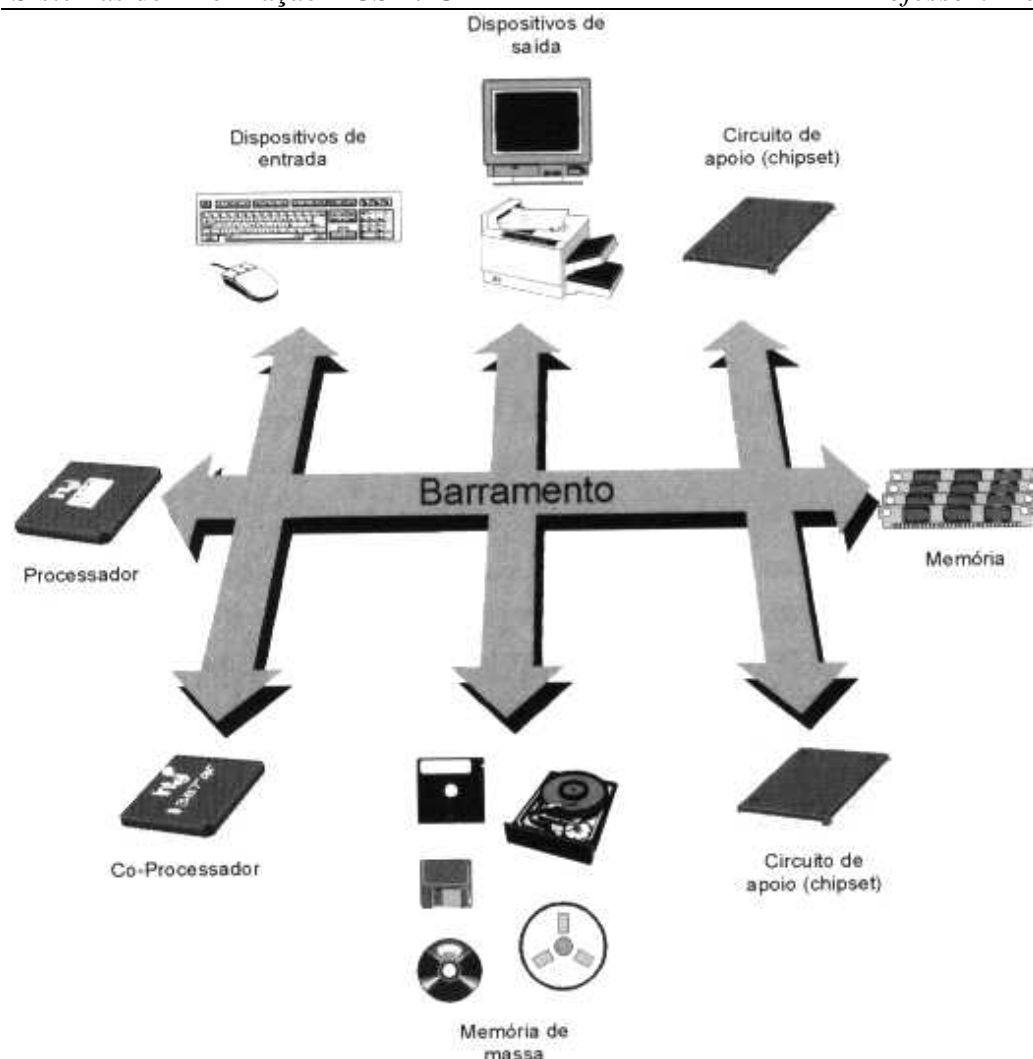 Dispositivos de
saída
Dispositivos de
entrada
Circuito de
apoio (chipset)
Barramento
Processador
Memória
Co-Processador
Circuito de
apoio (chipset)
Memória de
massa